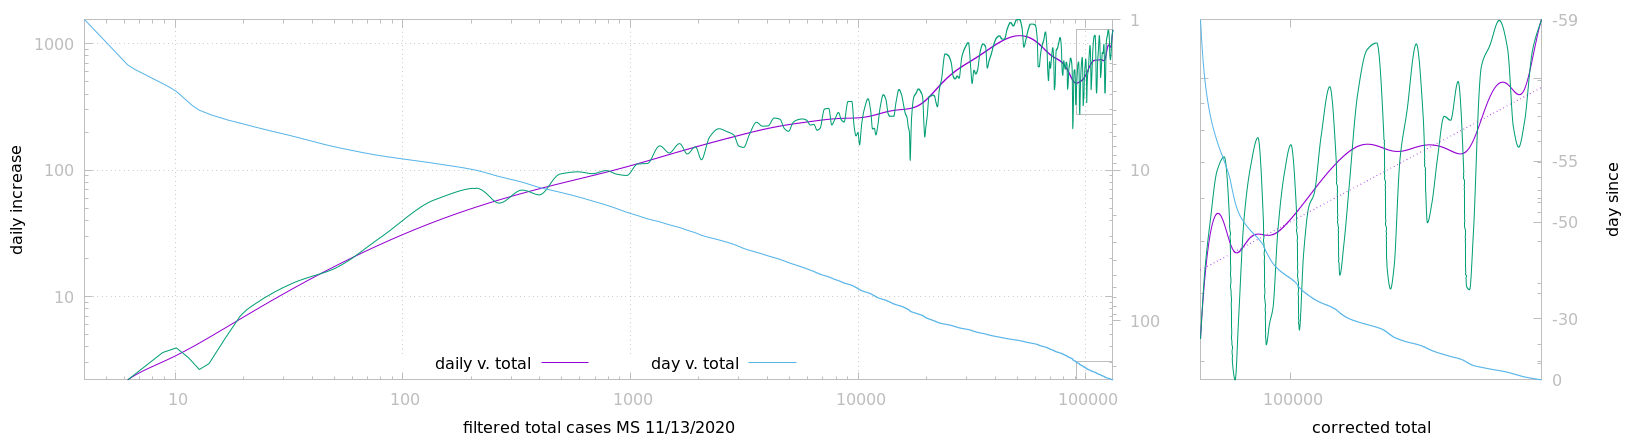 1000
100
10
daily increase
daily v. total
day v. total
10
100
1000
10000
100000
filtered total cases MS 11/13/2020
1
10
100
-59
-55
-50
-30
0
day since
100000
corrected total